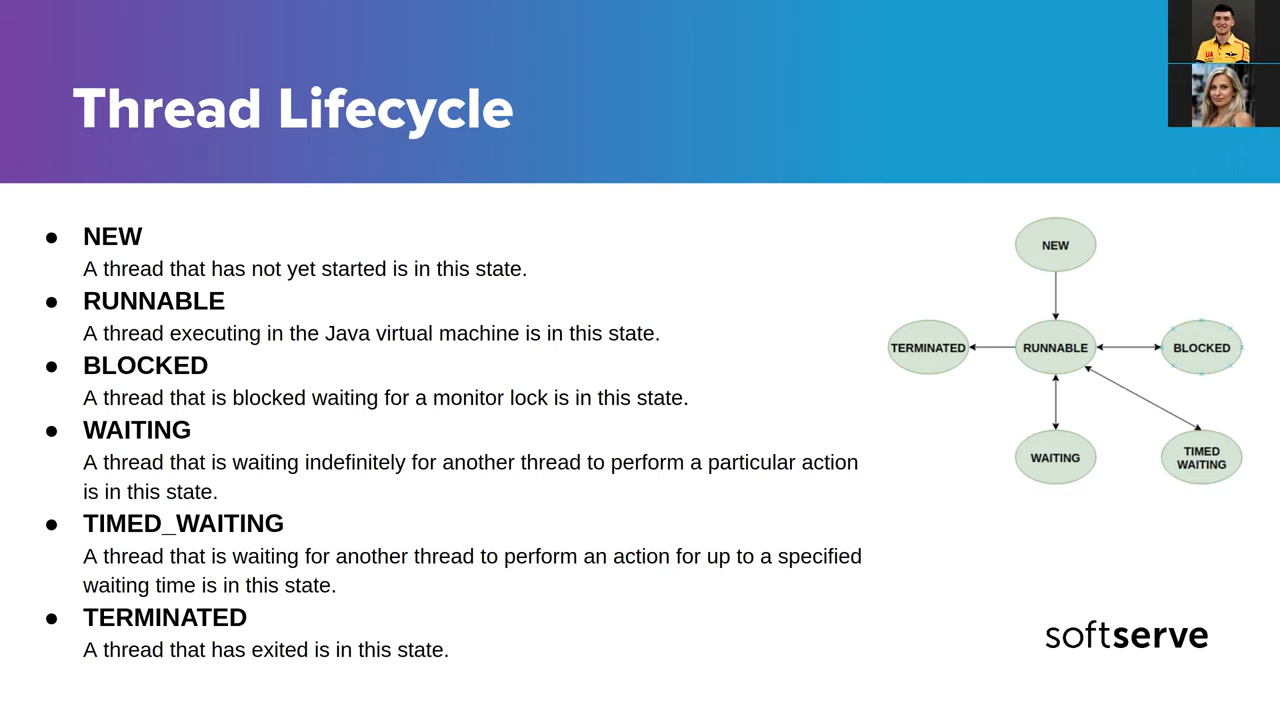 Thread Lifecycle
● NEW
A thread that has not yet started is in this state.
● RUNNABLE
A thread executing in the Java virtual machine is in this state.
● BLOCKED
A thread that is blocked waiting for a monitor lock is in this state.
● WAITING
A thread that is waiting indefinitely for another thread to perform a particular action
is in this state.
● TIMED_WAITING
A thread that is waiting for another thread to perform an action for up to a specified
waiting time is in this state.
● TERMINATED
A thread that has exited is in this state.
NEW
TERMINATED
RUNNABLE
BLOCKED
WAITING
TIMED
WAITING
softserve
UA